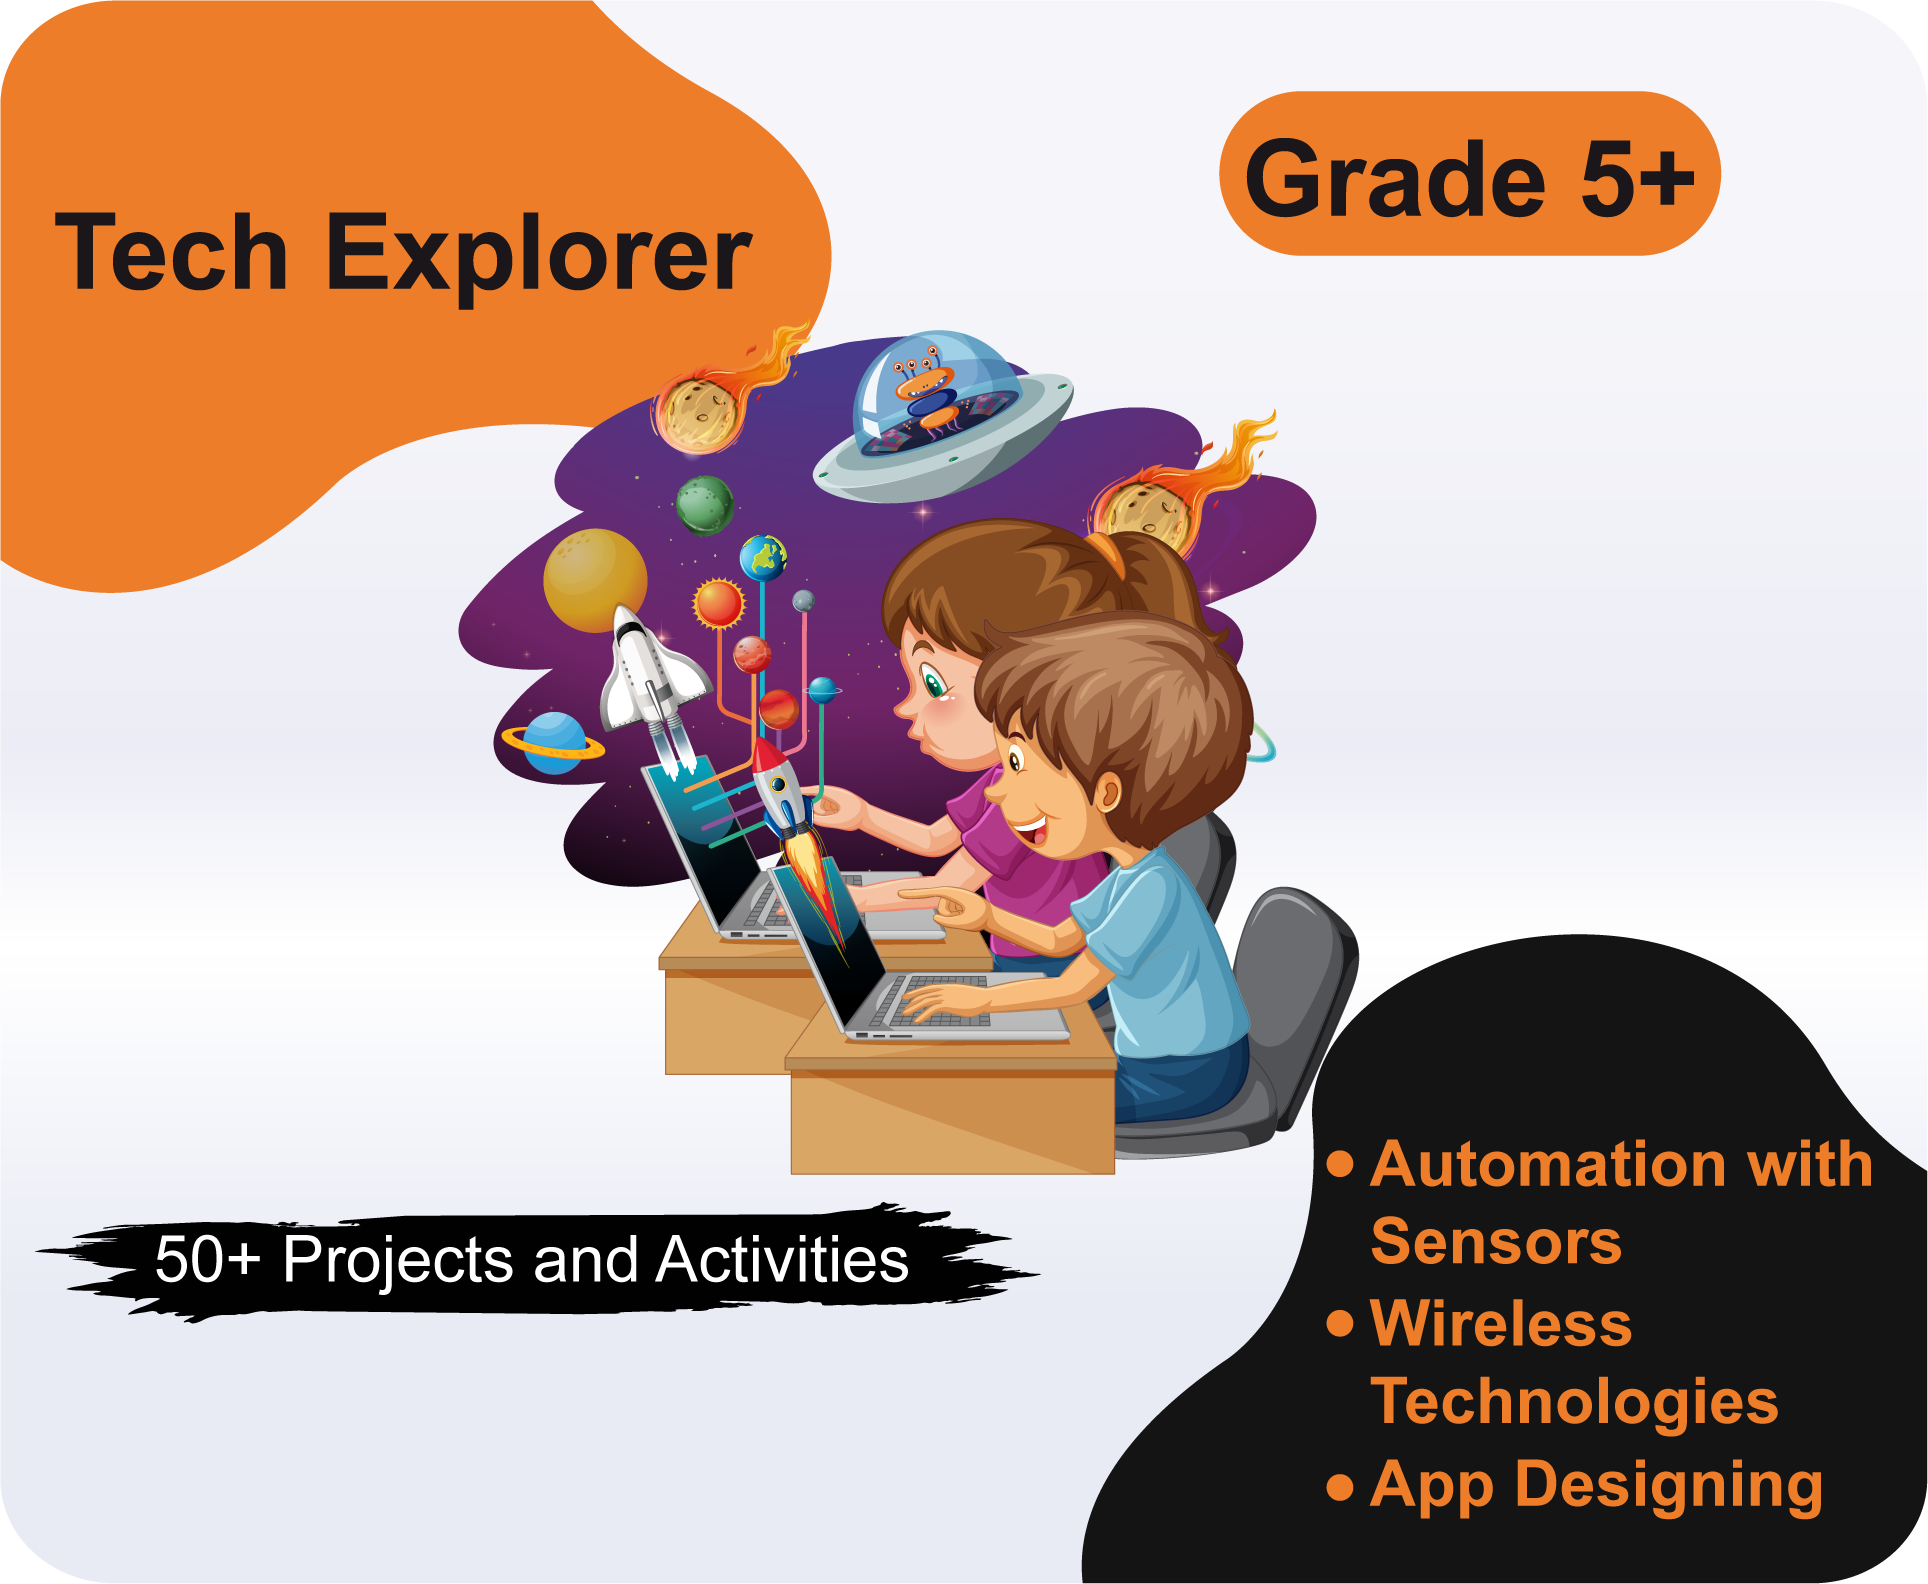 Tech Explorer
Grade 5+
50+ Projects and Activities
• Automation with
Sensors
• Wireless
Technologies
• App Designing